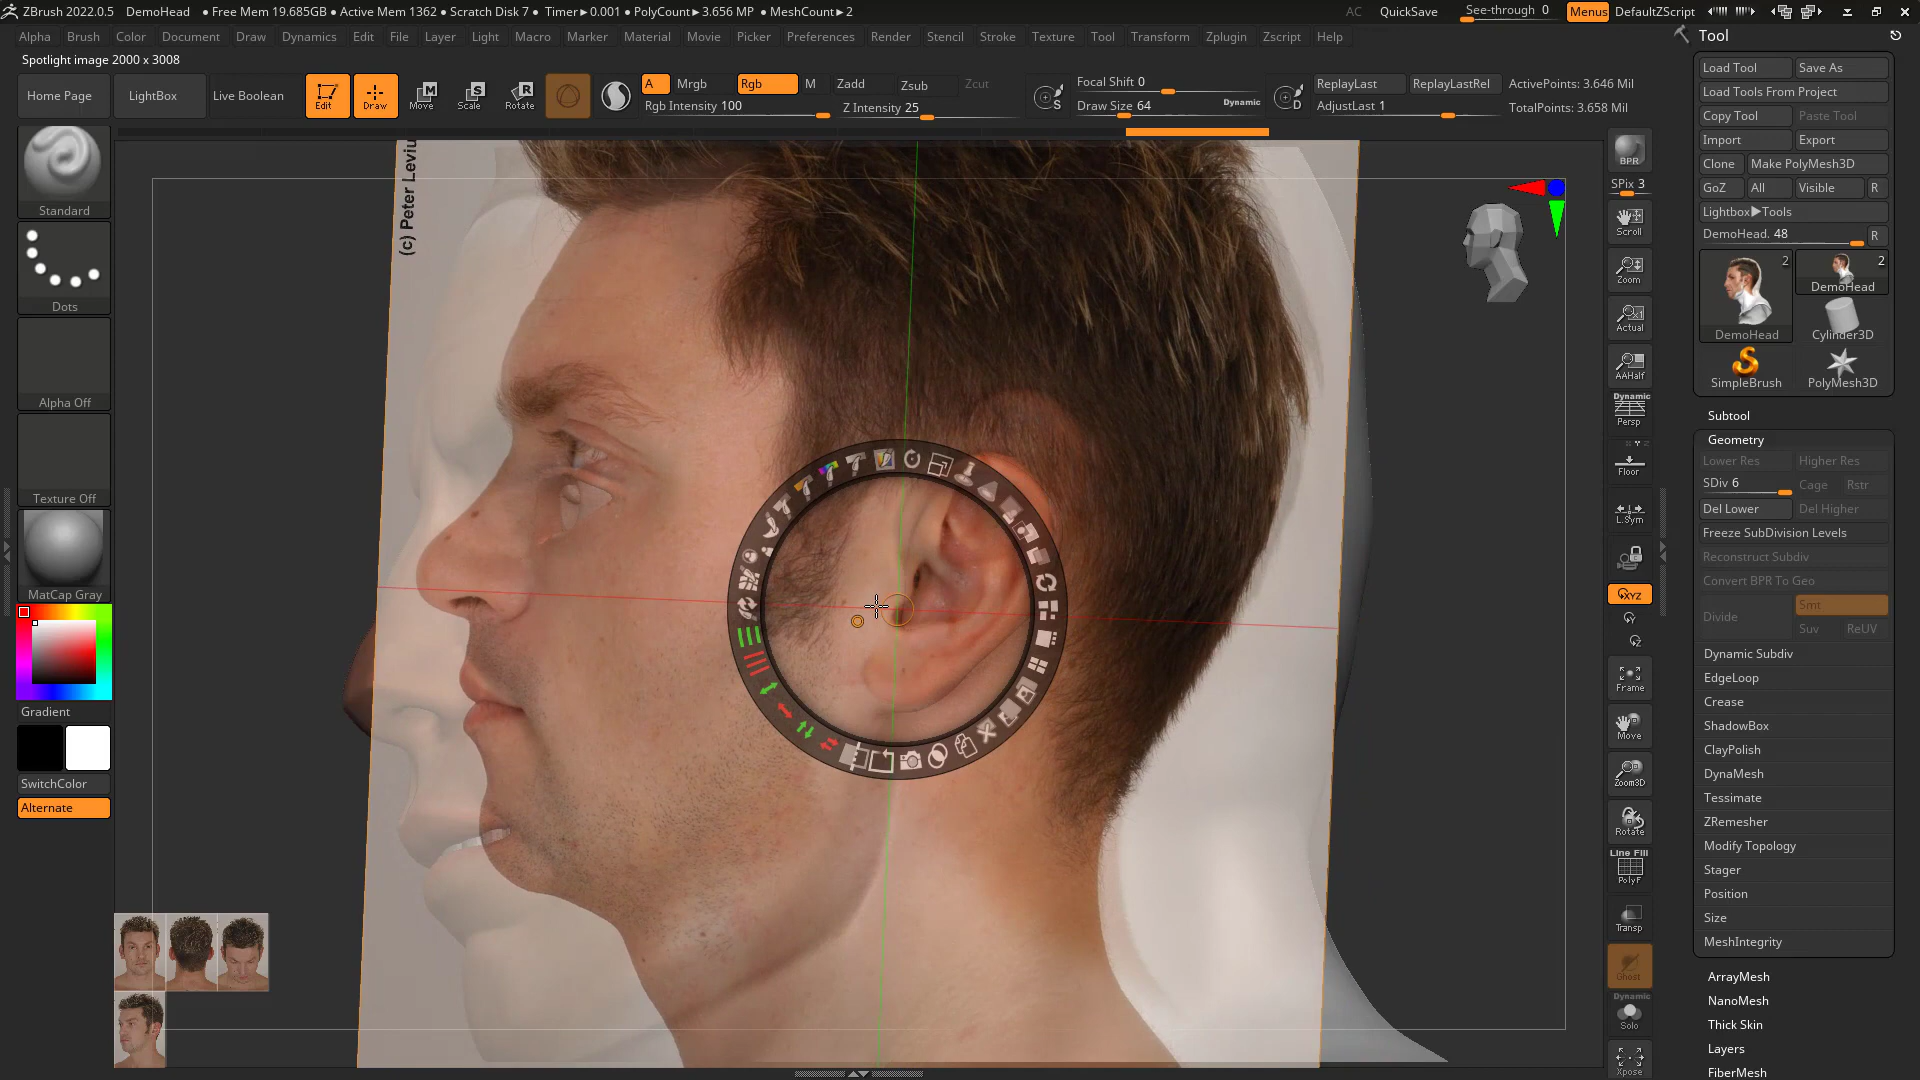 ZBrush 2022.0.5 DemoHead • Free Mem 19.685GB • Active Mem 1362 • Scratch Disk 7 • Timer►0.001 • PolyCount►3.656 MP • MeshCount►2 AC QuickSave See-through 0 Menus DefaultZScript
Alpha Brush Color Document Draw Dynamics Edit File Layer Light Macro Marker Material Movie Picker Preferences Render Stencil Stroke Texture Tool Transform Zplugin Zscript Help
Spotlight image 2000 x 3008
Home Page LightBox Live Boolean Edit Draw Move Scale Rotate
A Mrgb Rgb M Zadd Zsub Zcut
Rgb Intensity 100 Z Intensity 25
S Focal Shift 0
Draw Size 64 Dynamic
D ReplayLast ReplayLastRel
AdjustLast 1
ActivePoints: 3.646 Mil
TotalPoints: 3.658 Mil
Standard
Dots
Alpha Off
Texture Off
MatCap Gray
Gradient
SwitchColor
Alternate
(c) Peter Leviu
BPR
SPix 3
Scroll
Zoom
Actual
AAHalf
Dynamic
Persp
Floor
L.Sym
XYZ
Frame
Move
Zoom3D
Rotate
Line Fill
PolyF
Transp
Ghost
Dynamic
Solo
Xpose
Tool
Load Tool Save As
Load Tools From Project
Copy Tool Paste Tool
Import Export
Clone Make PolyMesh3D
GoZ All Visible R
Lightbox►Tools
DemoHead. 48 R
2 2
DemoHead
DemoHead Cylinder3D
SimpleBrush PolyMesh3D
Subtool
Geometry
Lower Res Higher Res
SDiv 6 Cage Rstr
Del Lower Del Higher
Freeze SubDivision Levels
Reconstruct Subdiv
Convert BPR To Geo
Divide Smt
Suv ReUV
Dynamic Subdiv
EdgeLoop
Crease
ShadowBox
ClayPolish
DynaMesh
Tessimate
ZRemesher
Modify Topology
Stager
Position
Size
MeshIntegrity
ArrayMesh
NanoMesh
Thick Skin
Layers
FiberMesh